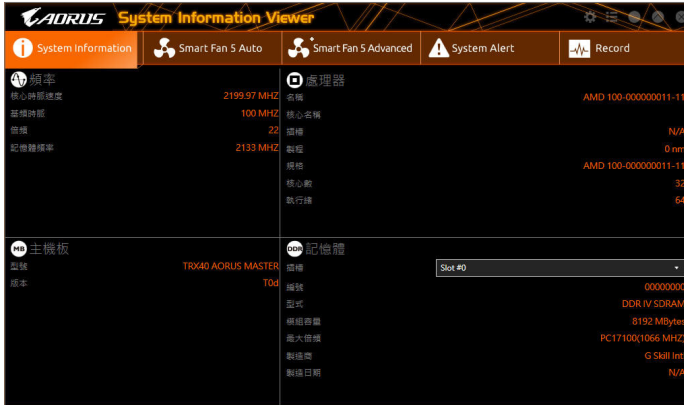 AORUS System Information Viewer
System Information
Smart Fan 5 Auto
Smart Fan 5 Advanced
System Alert
Record
頻率
核心時脈速度 2199.97 MHZ
基頻時脈 100 MHZ
倍頻 22
記憶體頻率 2133 MHZ
處理器
名稱 AMD 100-000000011-11
核心名稱
插槽 N/A
製程 0 nm
規格 AMD 100-000000011-11
核心數 32
執行緒 64
MB 主機板
型號 TRX40 AORUS MASTER
版本 T0d
DDR 記憶體
插槽 Slot #0
編號 00000000
型式 DDR IV SDRAM
模組容量 8192 MBytes
最大倍頻 PC17100(1066 MHZ)
製造商 G Skill Intl
製造日期 N/A